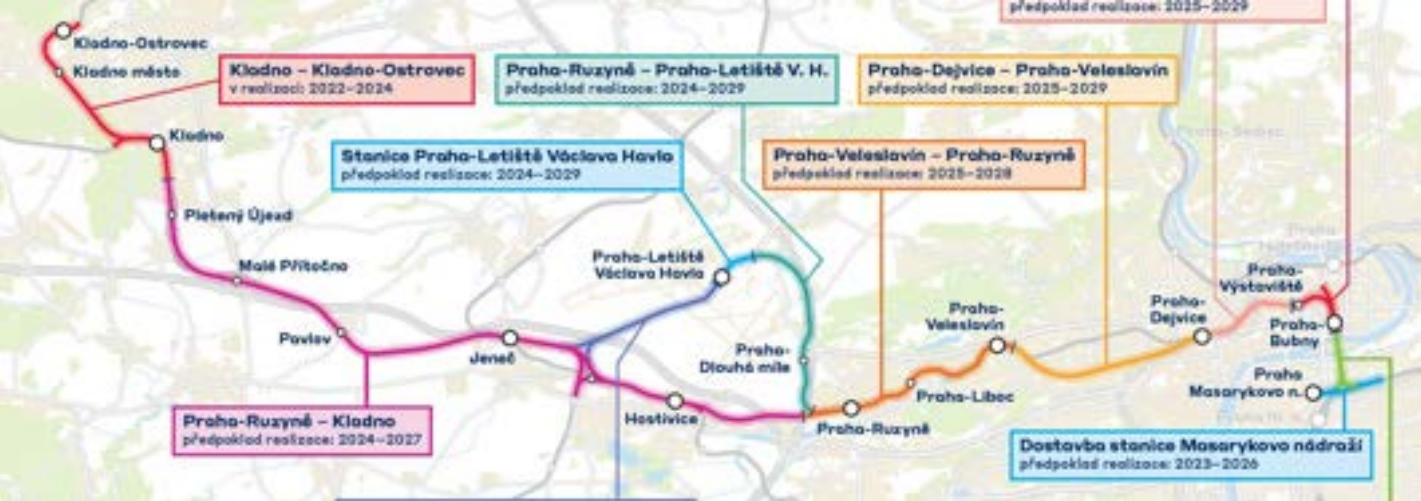 předpoklad realizace: 2025–2029
Kladno-Ostrovec
Kladno město
Kladno – Kladno-Ostrovec
v realizaci: 2022–2024
Praha-Ruzyně – Praha-Letiště V. H.
předpoklad realizace: 2024–2029
Praha-Dejvice – Praha-Veleslavín
předpoklad realizace: 2025–2029
Kladno
Stanice Praha-Letiště Václava Havla
předpoklad realizace: 2024–2029
Praha-Veleslavín – Praha-Ruzyně
předpoklad realizace: 2025–2028
Pletený Újezd
Malé Přítočno
Praha-Letiště
Václava Havla
Praha-
Výstaviště
Pavlov
Jeneč
Praha-
Dlouhá míle
Praha-
Veleslavín
Praha-
Dejvice
Praha-
Bubny
Praha
Masarykovo n.
Praha-Liboc
Hostivice
Praha-Ruzyně
Praha-Ruzyně – Kladno
předpoklad realizace: 2024–2027
Dostavba stanice Masarykovo nádraží
předpoklad realizace: 2023–2026